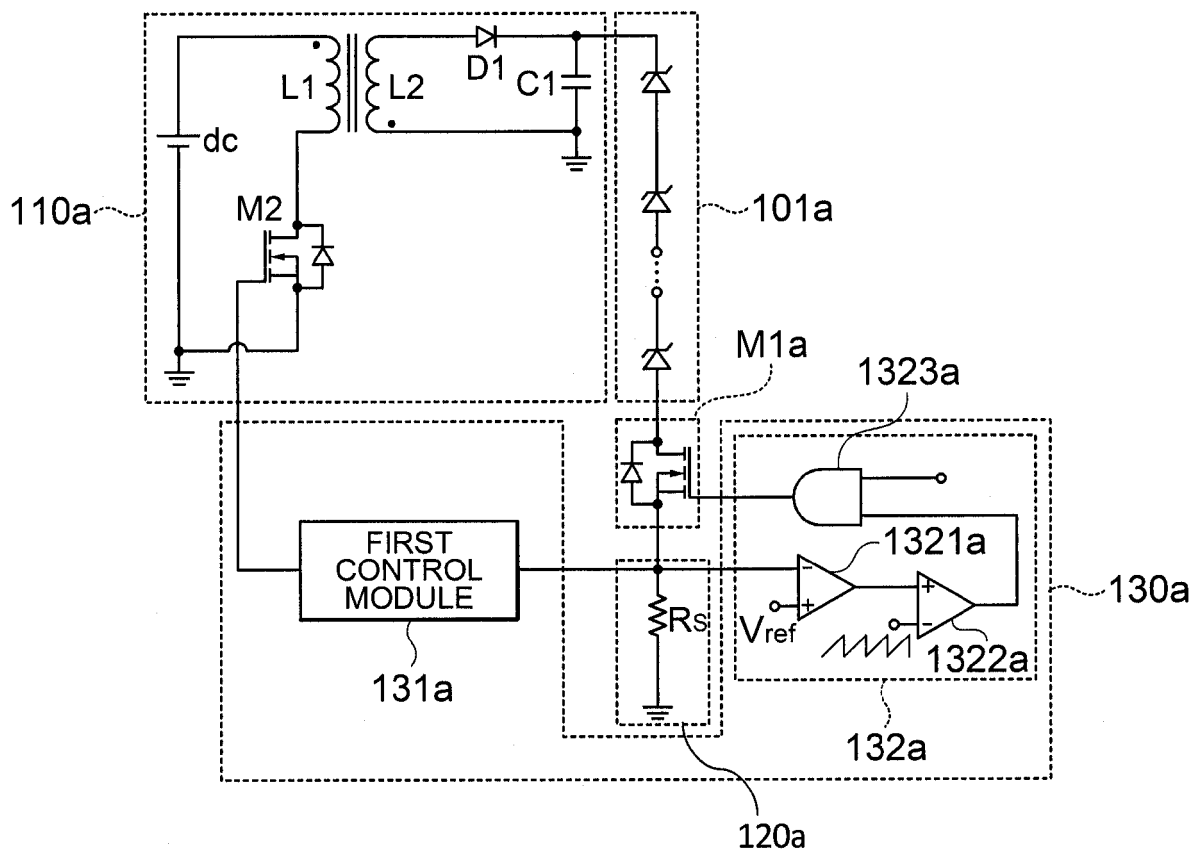 D1
C1
L1
L2
dc
110a
101a
M2
M1a
1323a
FIRST
CONTROL
MODULE
1321a
-
+
+
-
130a
Vref
RS
1322a
131a
132a
120a